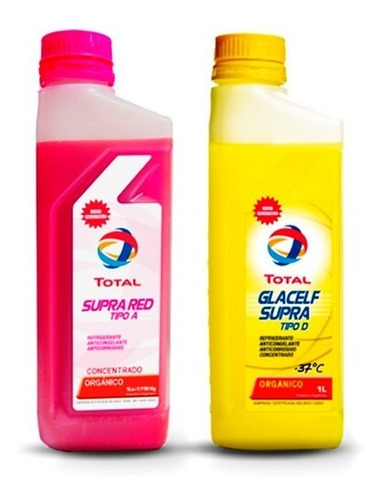 TOTAL
SUPRA RED
TIPO A
REFRIGERANTE
ANTICONGELANTE
ANTICORROSIVO
CONCENTRADO
ORGÁNICO
TOTAL
GLACELF
SUPRA
TIPO D
REFRIGERANTE
ANTICONGELANTE
ANTICORROSIVO
CONCENTRADO
-37°C
ORGANICO 1L